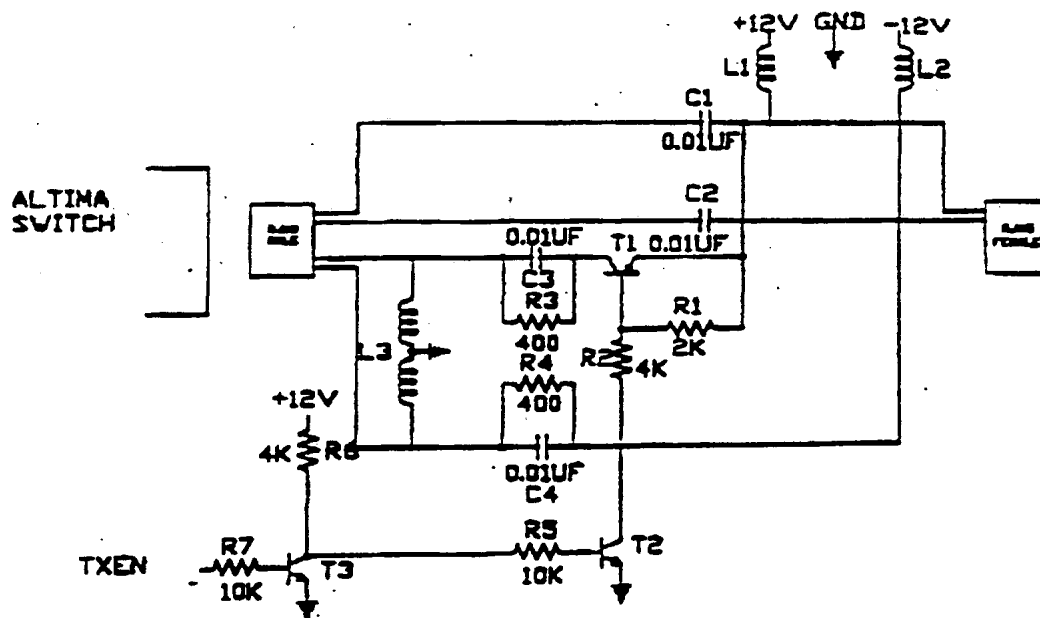 +12V GND -12V
L1
L2
C1
0.01UF
ALTIMA
SWITCH
C2
0.01UF
T1
0.01UF
C3
R3
400
R1
2K
R2
4K
L3
R4
400
+12V
4K
R6
0.01UF
C4
TXEN
R7
10K
T3
R5
10K
T2